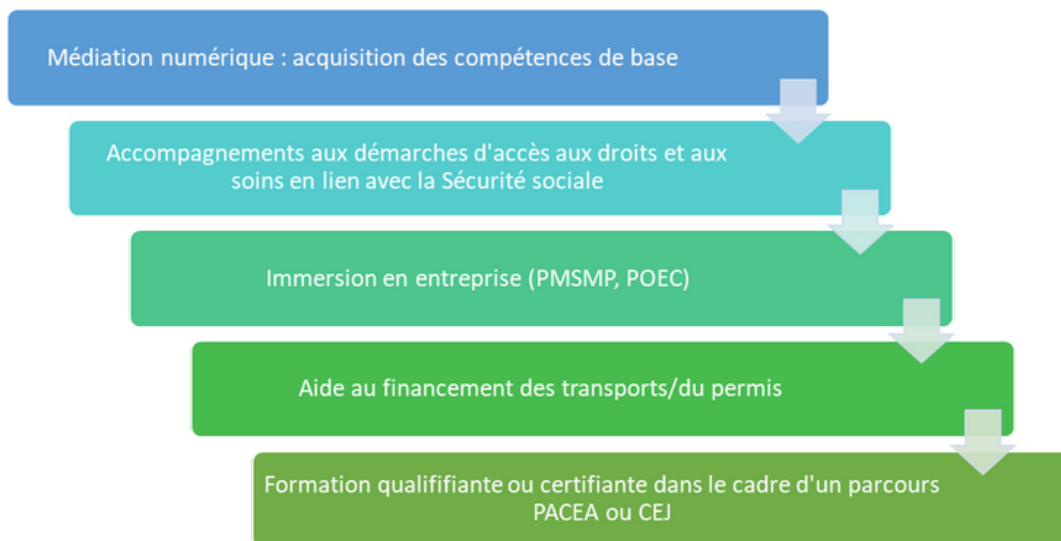 Médiation numérique : acquisition des compétences de base
Accompagnements aux démarches d'accès aux droits et aux
soins en lien avec la Sécurité sociale
Immersion en entreprise (PMSMP, POEC)
Aide au financement des transports/du permis
Formation qualififiante ou certifiante dans le cadre d'un parcours
PACEA ou CEJ